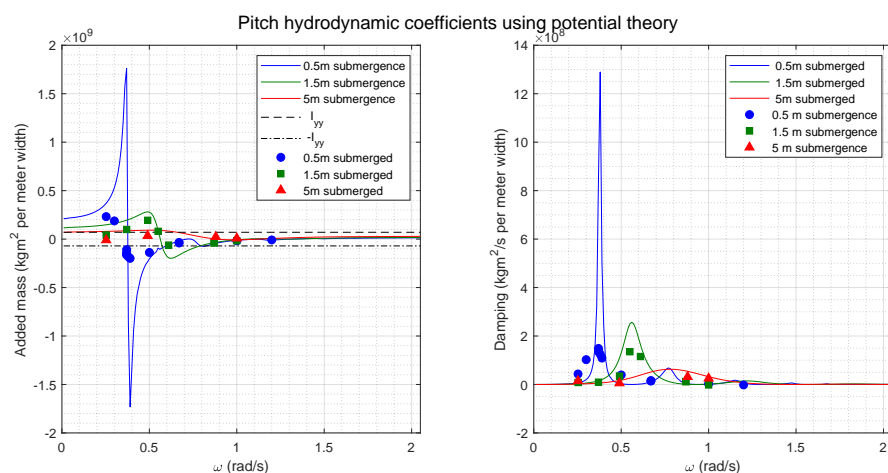 Pitch hydrodynamic coefficients using potential theory
×10⁹
2
1.5
1
0.5
0
-0.5
-1
-1.5
-2
0
0.5
1
1.5
2
Added mass (kgm² per meter width)
ω (rad/s)
0.5m submergence
1.5m submergence
5m submergence
I_yy
-I_yy
0.5m submerged
1.5m submerged
5m submerged
×10⁸
14
12
10
8
6
4
2
0
-2
0
0.5
1
1.5
2
Damping (kgm²/s per meter width)
ω (rad/s)
0.5m submerged
1.5m submerged
5m submerged
0.5 m submergence
1.5 m submergence
5 m submergence